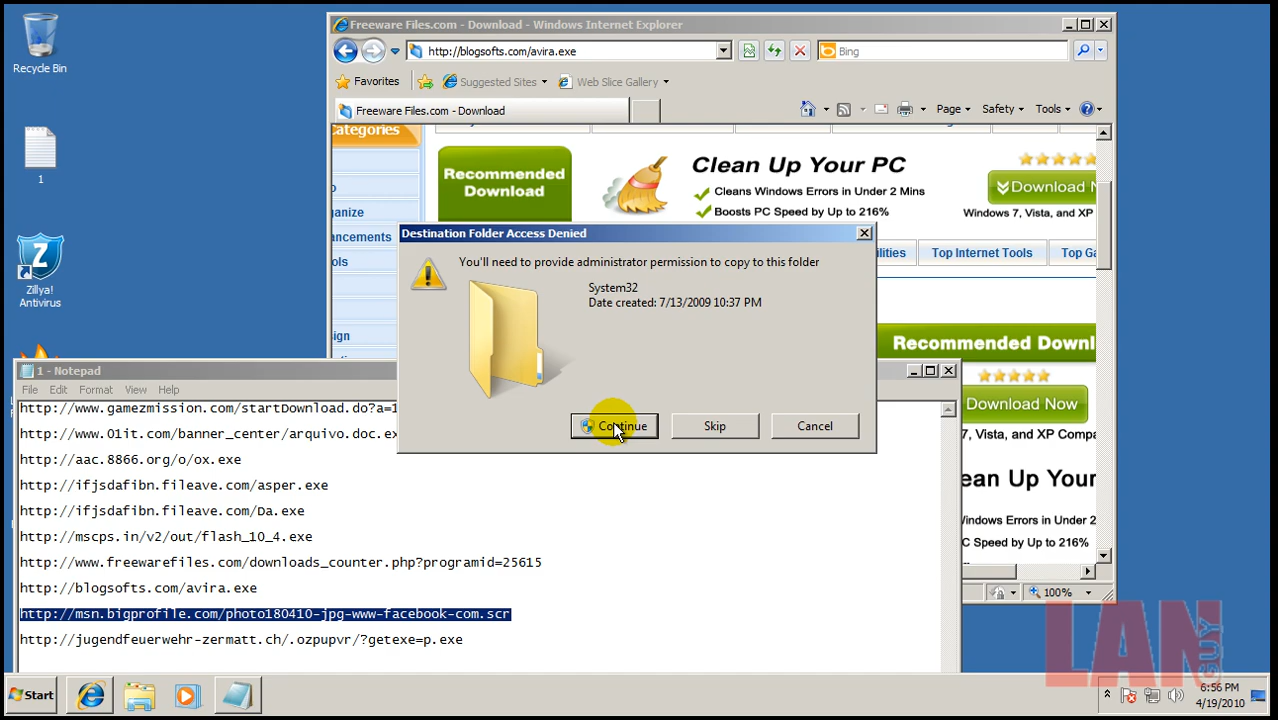 Recycle Bin
1
Zillya!
Antivirus
Freeware Files.com - Download - Windows Internet Explorer
http://blogsofts.com/avira.exe
Bing
Favorites
Suggested Sites
Web Slice Gallery
Freeware Files.com - Download
Page
Safety
Tools
ategories
Recommended
Download
Clean Up Your PC
Cleans Windows Errors in Under 2 Mins
Boosts PC Speed by Up to 216%
Download N
Windows 7, Vista, and XP
ganize
ancements
ols
sign
ilities
Top Internet Tools
Top Ga
Recommended Downl
Download Now
7, Vista, and XP Compa
ean Up Your
Windows Errors in Under 2
PC Speed by Up to 216%
100%
Destination Folder Access Denied
You'll need to provide administrator permission to copy to this folder
System32
Date created: 7/13/2009 10:37 PM
Continue
Skip
Cancel
1 - Notepad
File Edit Format View Help
http://www.gamezmission.com/startDownload.do?a=1
http://www.01it.com/banner_center/arquivo.doc.ex
http://aac.8866.org/o/ox.exe
http://ifjsdafibn.fileave.com/asper.exe
http://ifjsdafibn.fileave.com/Da.exe
http://mscps.in/v2/out/flash_10_4.exe
http://www.freewarefiles.com/downloads_counter.php?programid=25615
http://blogsofts.com/avira.exe
http://msn.bigprofile.com/photo180410-jpg-www-facebook-com.scr
http://jugendfeuerwehr-zermatt.ch/.ozpupvr/?getexe=p.exe
LAN GUY
Start
6:56 PM
4/19/2010